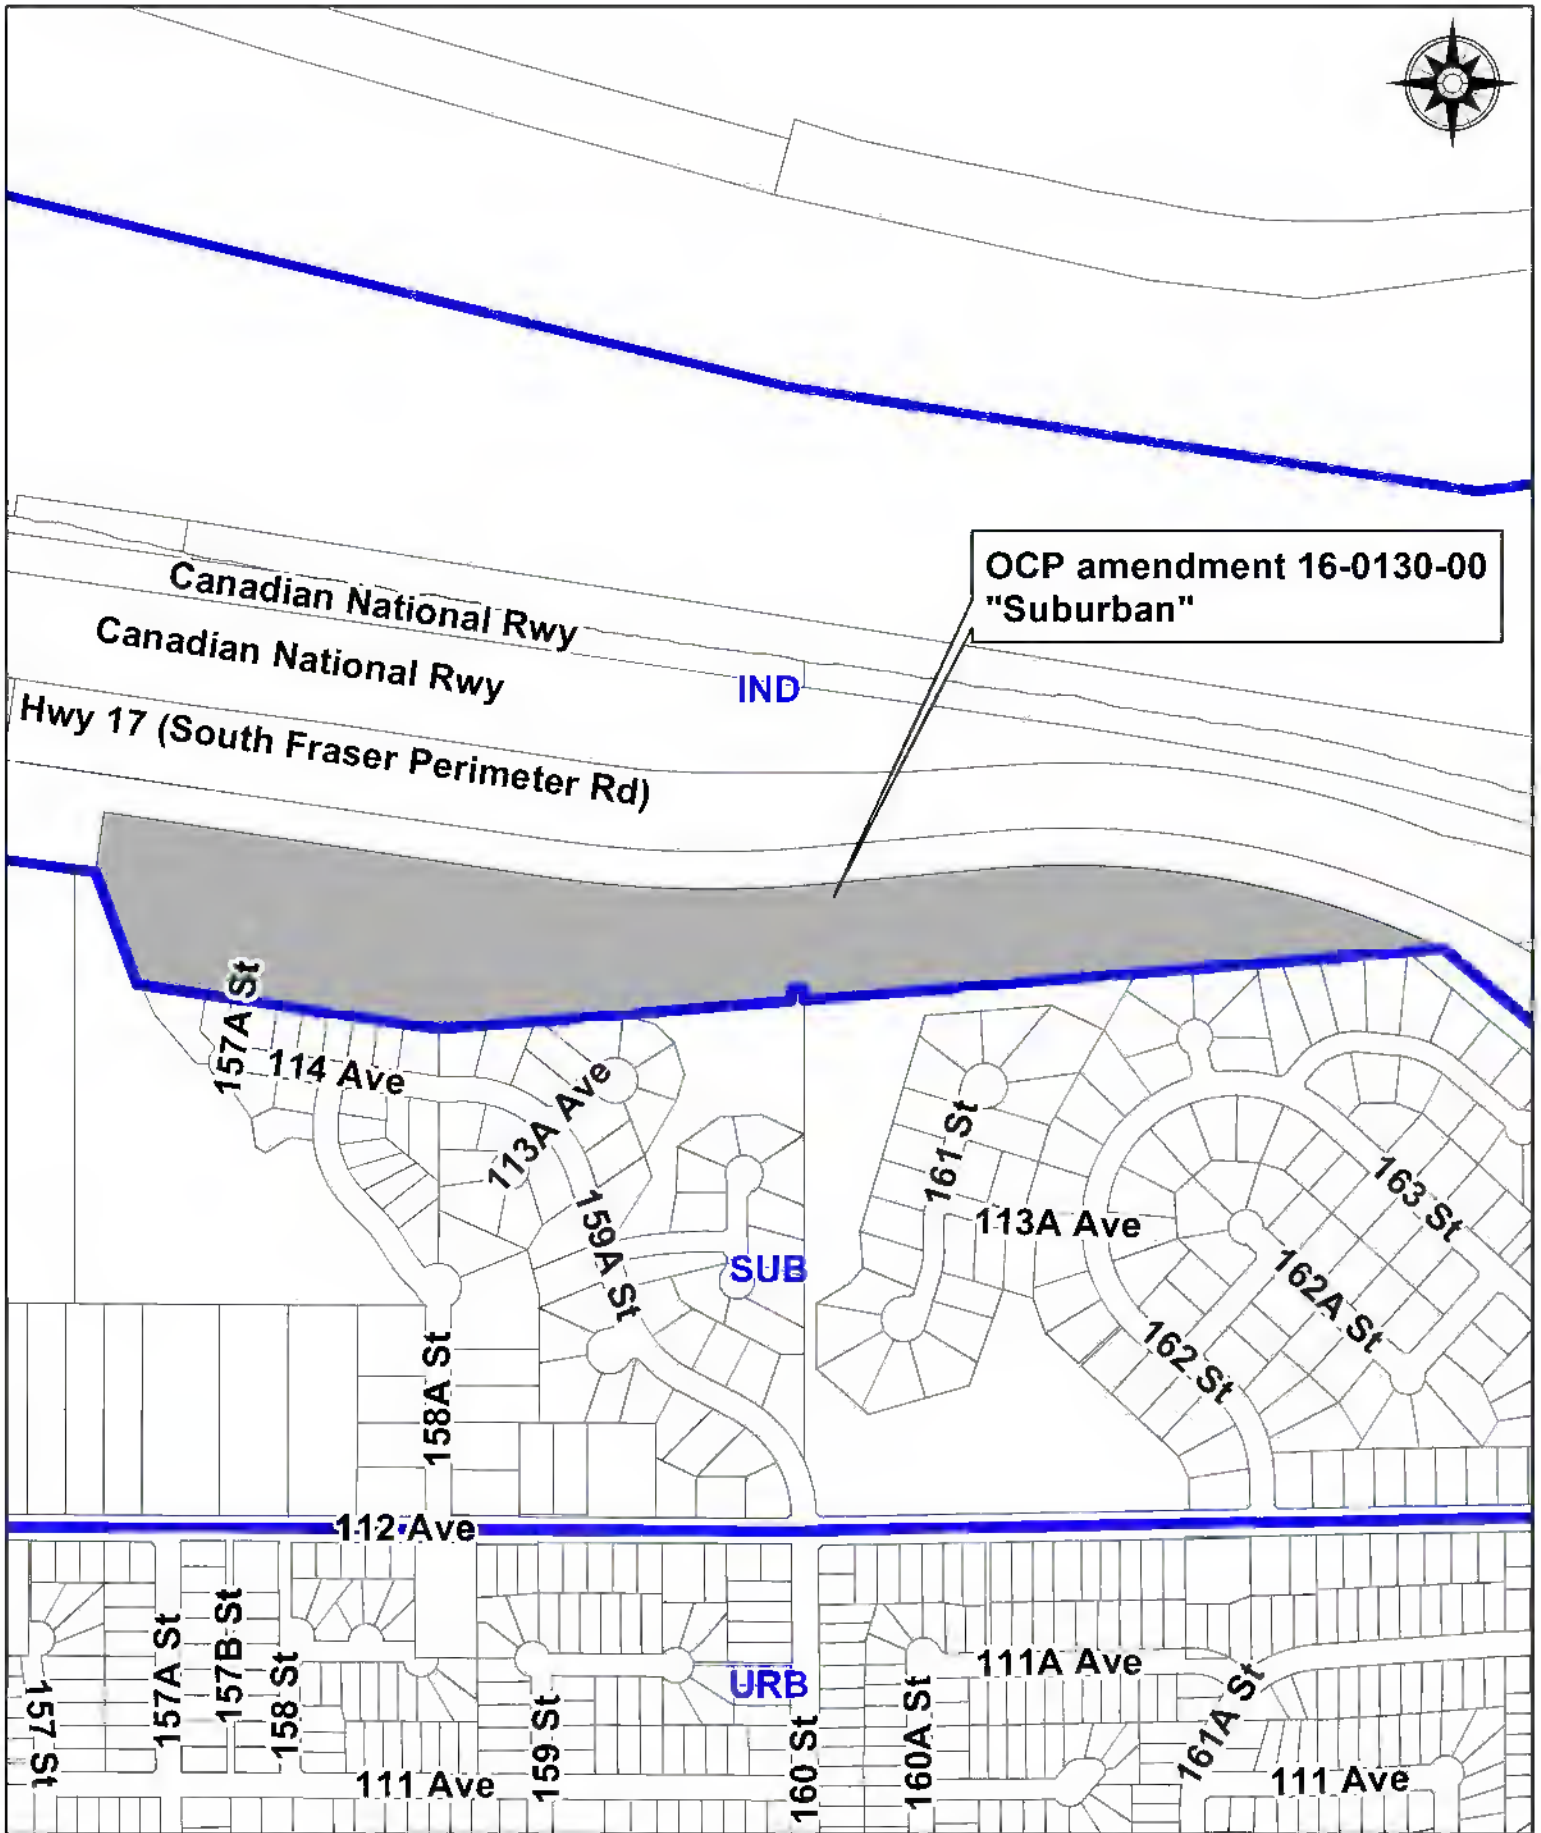 OCP amendment 16-0130-00
"Suburban"
Canadian National Rwy
Canadian National Rwy
IND
Hwy 17 (South Fraser Perimeter Rd)
157A St
114 Ave
113A Ave
161 St
163 St
159A St
113A Ave
SUB
162A St
162 St
158A St
112 Ave
157A St
157B St
158 St
159 St
URB
160 St
160A St
111A Ave
161A St
157 St
111 Ave
111 Ave